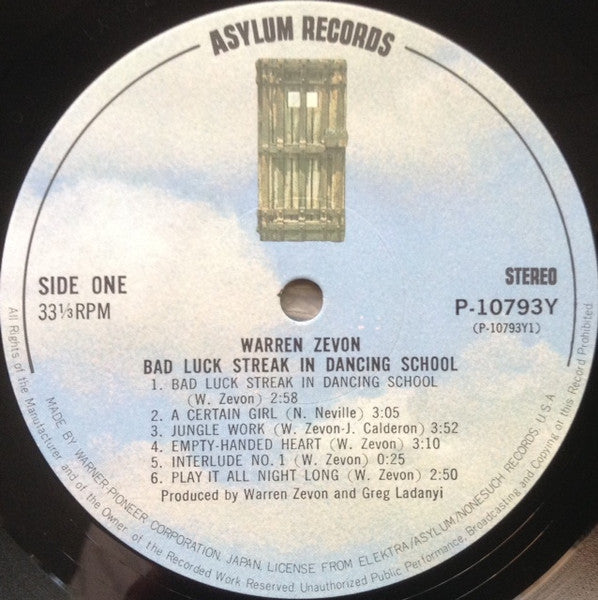 ASYLUM RECORDS
SIDE ONE
33⅓RPM
STEREO
P-10793Y
(P-10793Y1)
WARREN ZEVON
BAD LUCK STREAK IN DANCING SCHOOL
1. BAD LUCK STREAK IN DANCING SCHOOL
(W. Zevon) 2:58
2. A CERTAIN GIRL (N. Neville) 3:05
3. JUNGLE WORK (W. Zevon-J. Calderon) 3:52
4. EMPTY-HANDED HEART (W. Zevon) 3:10
5. INTERLUDE NO. 1 (W. Zevon) 0:25
6. PLAY IT ALL NIGHT LONG (W. Zevon) 2:50
Produced by Warren Zevon and Greg Ladanyi
MADE BY WARNER-PIONEER CORPORATION, JAPAN. LICENSE FROM ELEKTRA/ASYLUM/NONESUCH RECORDS, U.S.A
All Rights of the Manufacturer and of the Owner of the Recorded Work Reserved. Unauthorized Public Performance, Broadcasting and Copying of this Record Prohibited.